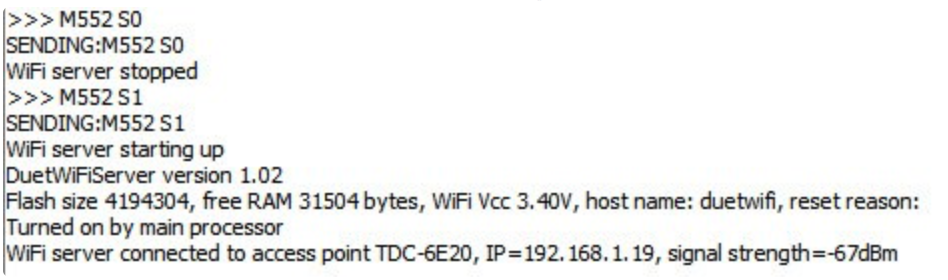 >>> M552 S0
SENDING:M552 S0
WiFi server stopped
>>> M552 S1
SENDING:M552 S1
WiFi server starting up
DuetWiFiServer version 1.02
Flash size 4194304, free RAM 31504 bytes, WiFi Vcc 3.40V, host name: duetwifi, reset reason:
Turned on by main processor
WiFi server connected to access point TDC-6E20, IP=192.168.1.19, signal strength=-67dBm